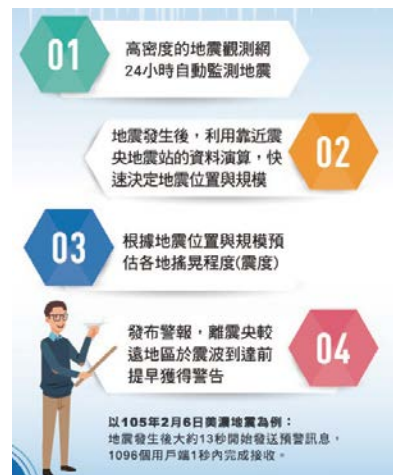 01
高密度的地震觀測網
24小時自動監測地震
地震發生後，利用靠近震
央地震站的資料演算，快
速決定地震位置與規模
02
03
根據地震位置與規模預
估各地搖晃程度(震度)
發布警報，離震央較
遠地區於震波到達前
提早獲得警告
04
以105年2月6日美濃地震為例：
地震發生後大約13秒開始發送預警訊息，
1096個用戶端1秒內完成接收。